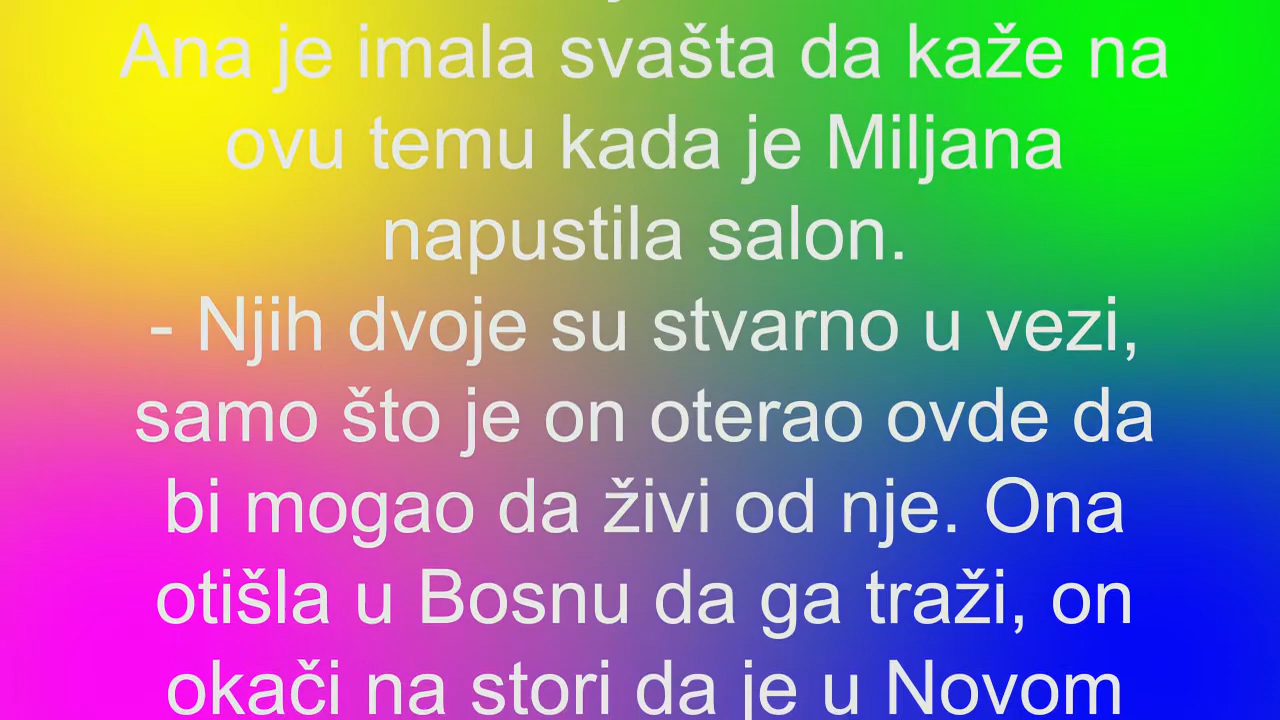 Ana je imala svašta da kaže na
ovu temu kada je Miljana
napustila salon.
- Njih dvoje su stvarno u vezi,
samo što je on oterao ovde da
bi mogao da živi od nje. Ona
otišla u Bosnu da ga traži, on
okači na stori da je u Novom